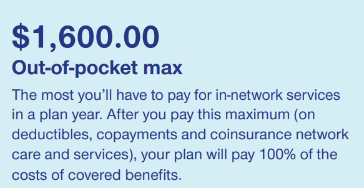 $1,600.00
Out-of-pocket max
The most you'll have to pay for in-network services
in a plan year. After you pay this maximum (on
deductibles, copayments and coinsurance network
care and services), your plan will pay 100% of the
costs of covered benefits.